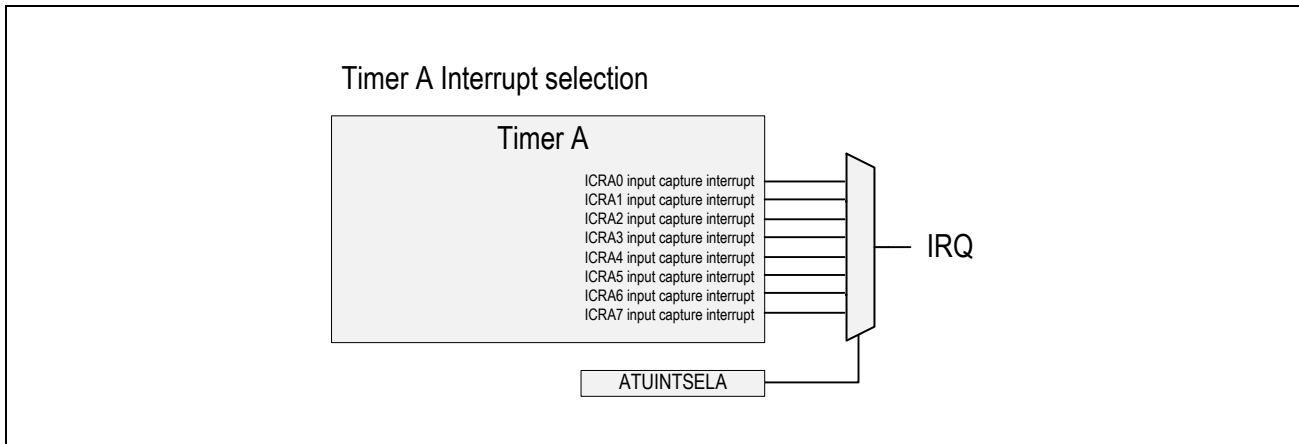 Timer A Interrupt selection
Timer A
ICRA0 input capture interrupt
ICRA1 input capture interrupt
ICRA2 input capture interrupt
ICRA3 input capture interrupt
ICRA4 input capture interrupt
ICRA5 input capture interrupt
ICRA6 input capture interrupt
ICRA7 input capture interrupt
IRQ
ATUINTSELA